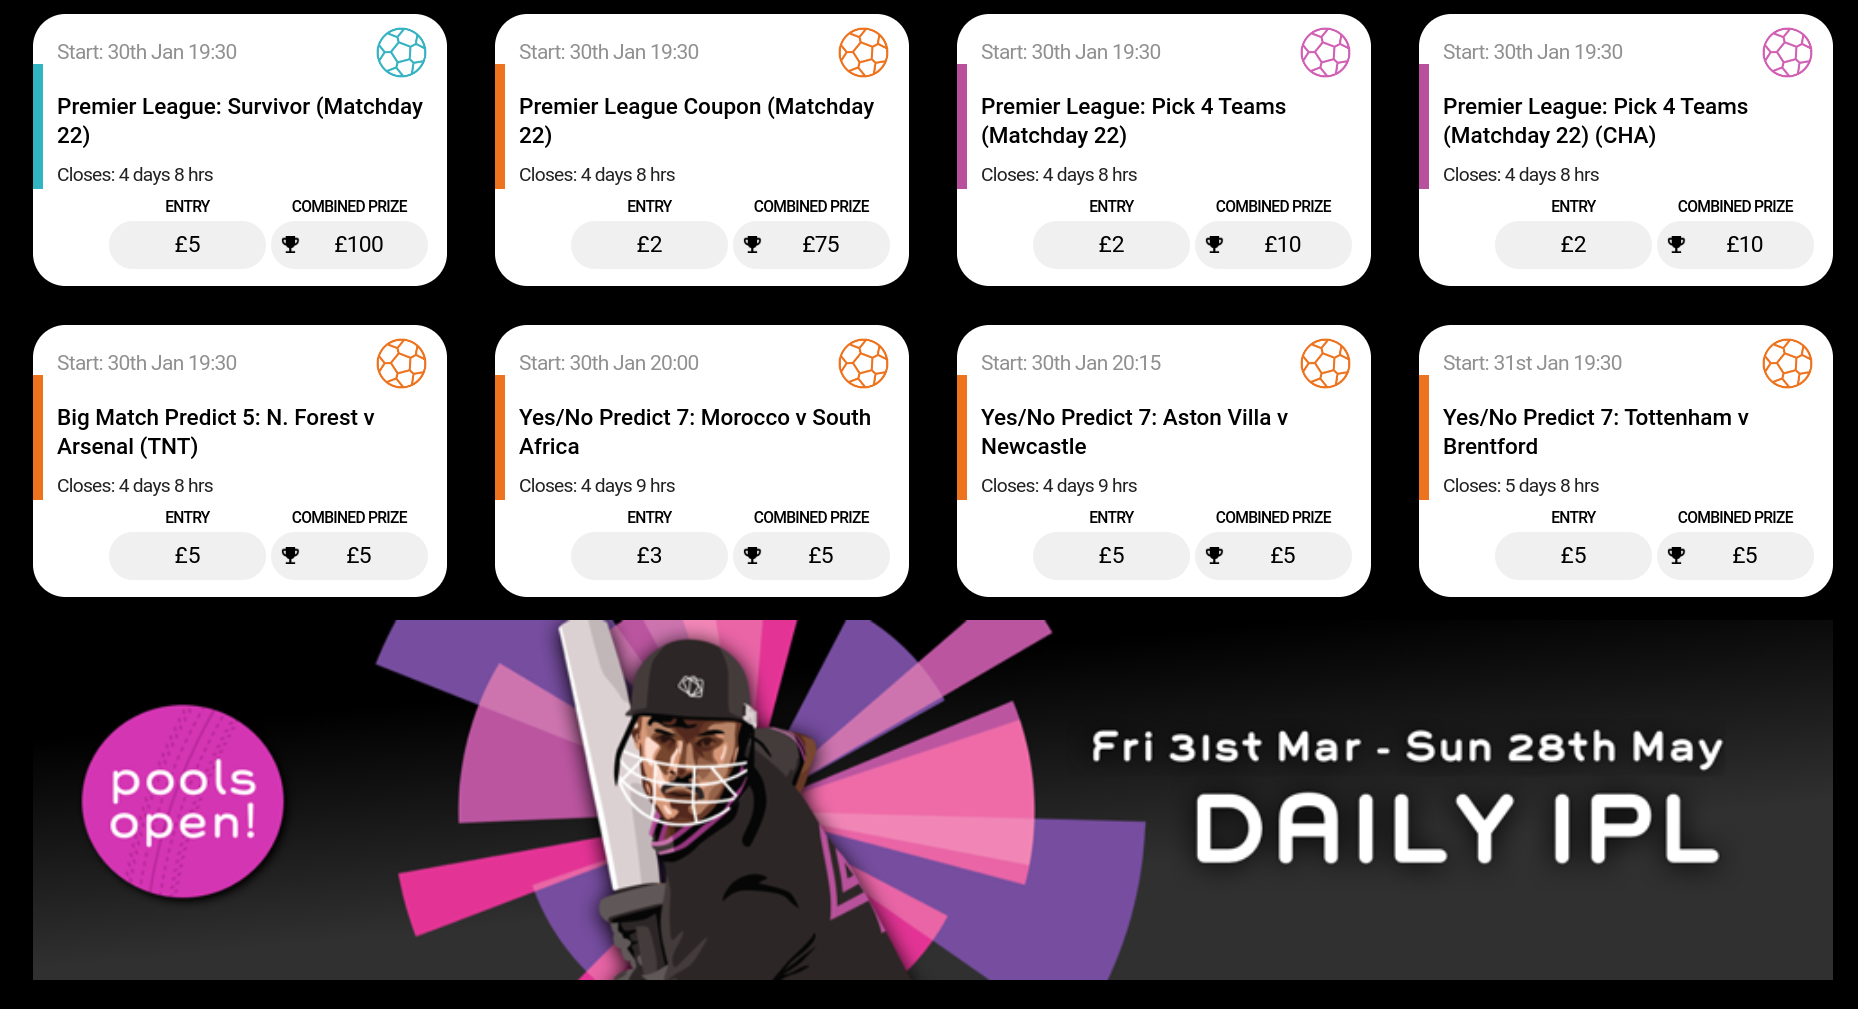 Start: 30th Jan 19:30
Premier League: Survivor (Matchday
22)
Closes: 4 days 8 hrs
ENTRY COMBINED PRIZE
£5 £100
Start: 30th Jan 19:30
Premier League Coupon (Matchday
22)
Closes: 4 days 8 hrs
ENTRY COMBINED PRIZE
£2 £75
Start: 30th Jan 19:30
Premier League: Pick 4 Teams
(Matchday 22)
Closes: 4 days 8 hrs
ENTRY COMBINED PRIZE
£2 £10
Start: 30th Jan 19:30
Premier League: Pick 4 Teams
(Matchday 22) (CHA)
Closes: 4 days 8 hrs
ENTRY COMBINED PRIZE
£2 £10
Start: 30th Jan 19:30
Big Match Predict 5: N. Forest v
Arsenal (TNT)
Closes: 4 days 8 hrs
ENTRY COMBINED PRIZE
£5 £5
Start: 30th Jan 20:00
Yes/No Predict 7: Morocco v South
Africa
Closes: 4 days 9 hrs
ENTRY COMBINED PRIZE
£3 £5
Start: 30th Jan 20:15
Yes/No Predict 7: Aston Villa v
Newcastle
Closes: 4 days 9 hrs
ENTRY COMBINED PRIZE
£5 £5
Start: 31st Jan 19:30
Yes/No Predict 7: Tottenham v
Brentford
Closes: 5 days 8 hrs
ENTRY COMBINED PRIZE
£5 £5
pools
open!
Fri 31st Mar - Sun 28th May
DAILY IPL